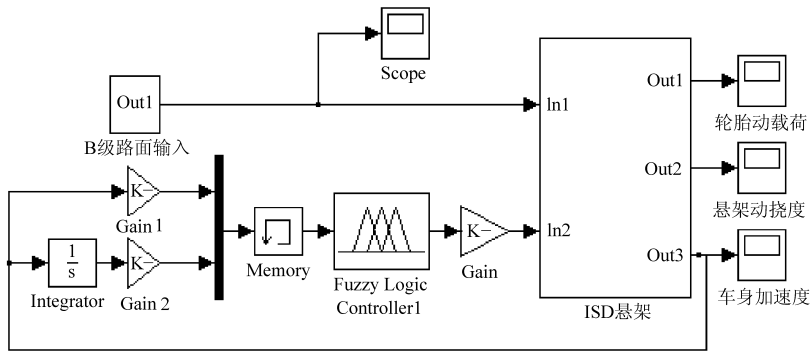 Scope
Out1
B级路面输入
In1
Out1
轮胎动载荷
Out2
悬架动挠度
Out3
车身加速度
In2
ISD悬架
K−
Gain 1
1
s
Integrator
K−
Gain 2
Memory
Fuzzy Logic
Controller1
K−
Gain